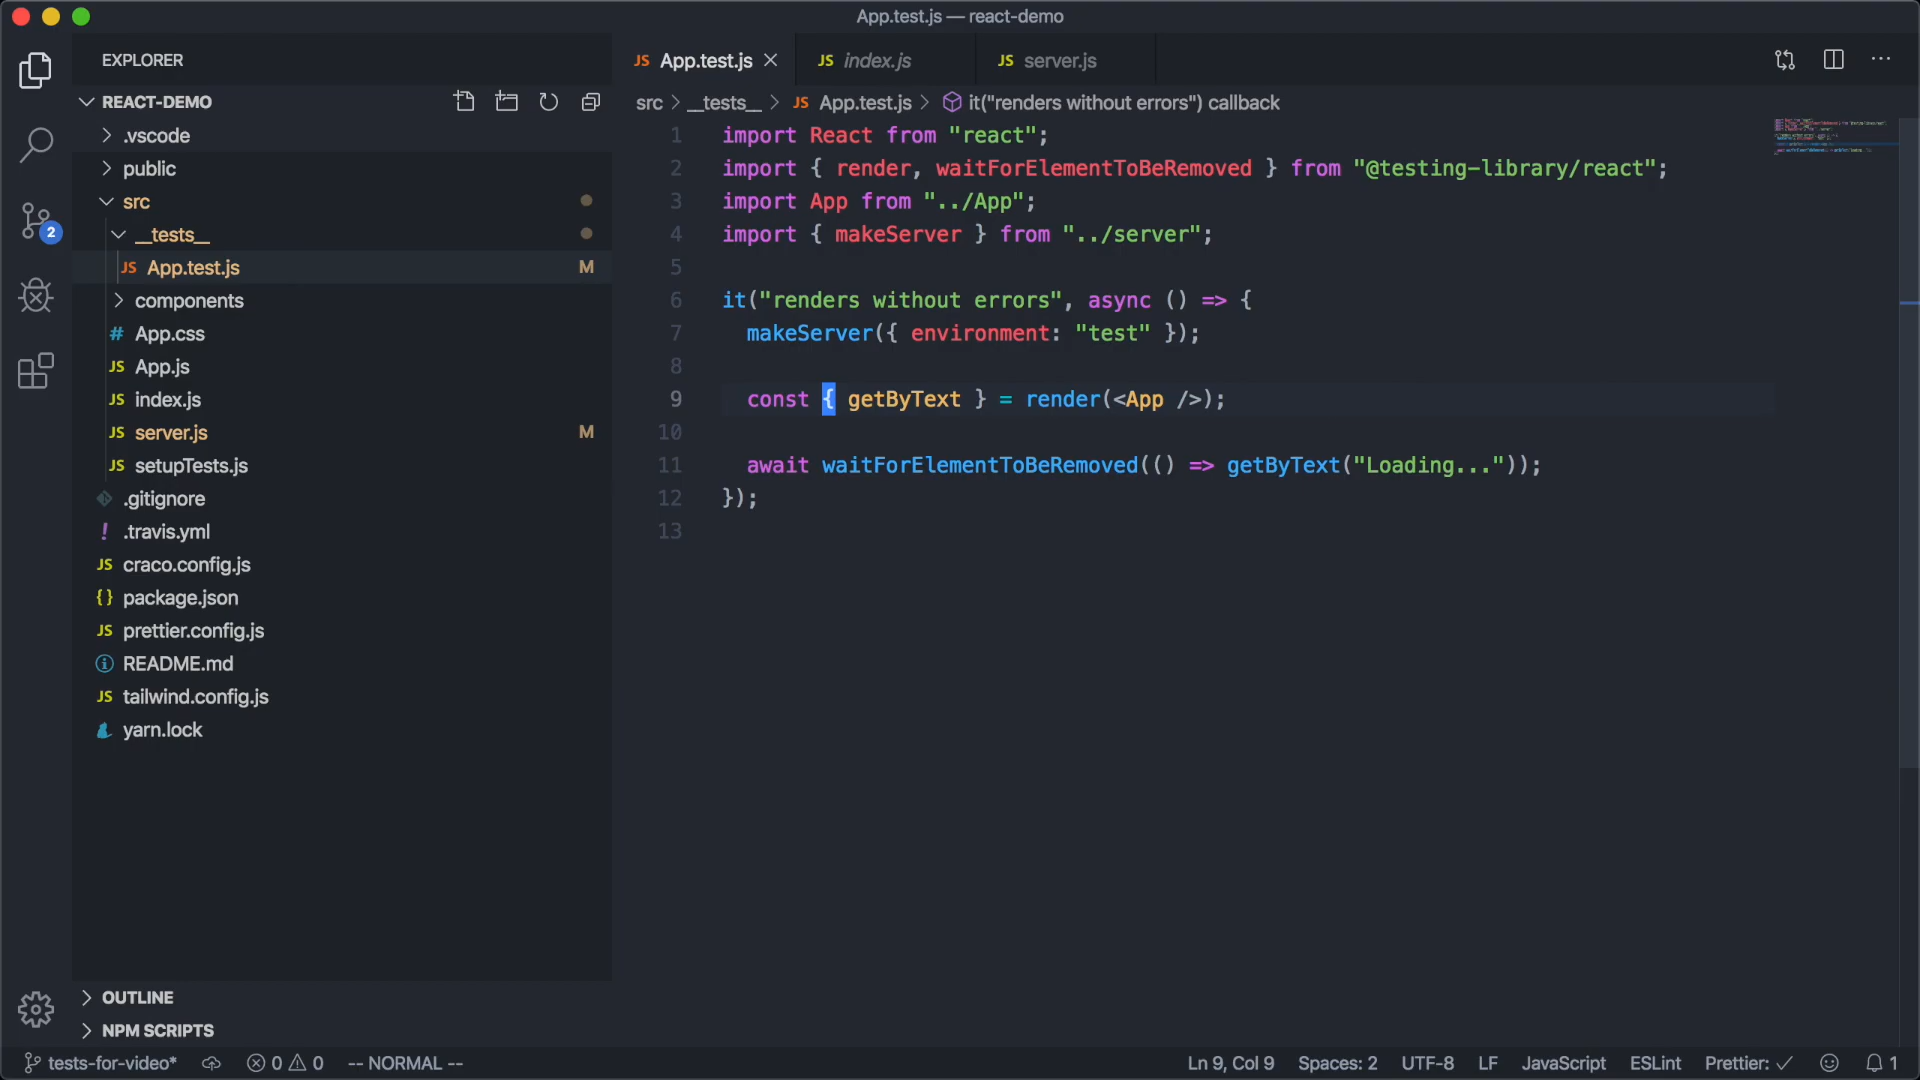 App.test.js — react-demo
EXPLORER
REACT-DEMO
.vscode
public
src
__tests__
JS App.test.js M
components
# App.css
JS App.js
JS index.js
JS server.js M
JS setupTests.js
.gitignore
! .travis.yml
JS craco.config.js
{} package.json
JS prettier.config.js
README.md
JS tailwind.config.js
yarn.lock
OUTLINE
NPM SCRIPTS
2
JS App.test.js
JS index.js
JS server.js
src > __tests__ > JS App.test.js > it("renders without errors") callback
1 import React from "react";
2 import { render, waitForElementToBeRemoved } from "@testing-library/react";
3 import App from "../App";
4 import { makeServer } from "../server";
5
6 it("renders without errors", async () => {
7 makeServer({ environment: "test" });
8
9 const { getByText } = render(<App />);
10
11 await waitForElementToBeRemoved(() => getByText("Loading..."));
12 });
13
tests-for-video* 0 0 -- NORMAL -- Ln 9, Col 9 Spaces: 2 UTF-8 LF JavaScript ESLint Prettier: ✓ 1